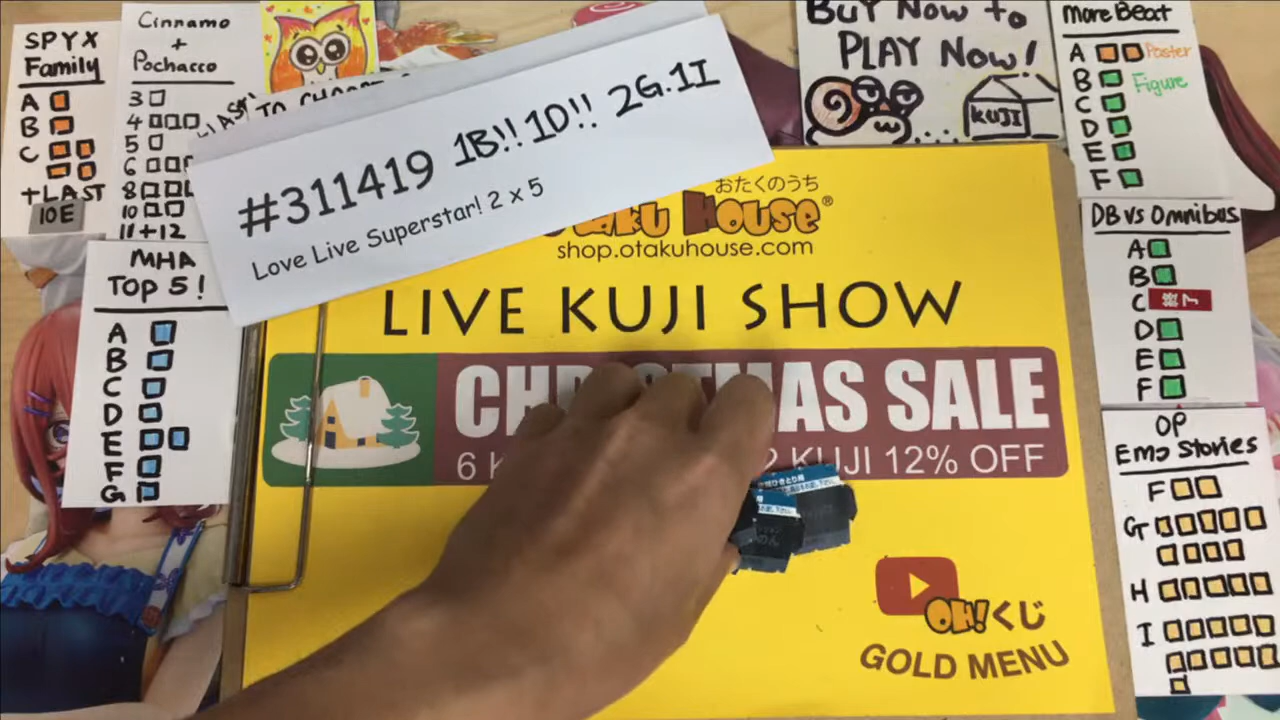 SPY X
Family
A
B
C
+LAST
10E
Cinnamo
+
Pochacco
3
4
5
6
8
10
11+12
MHA
TOP 5!
A
B
C
D
E
F
G
#311419 1B!! 1D!! 2G.1I
Love Live Superstar! 2 x 5
おたくのうち
House®
shop.otakuhouse.com
LIVE KUJI SHOW
SALE
KUJI 12% OFF
OH!くじ
GOLD MENU
BUY NOW to
PLAY NOW!
KUJI
More Beat
A Poster
B Figure
C
D
E
F
DB vs Omnibus
A
B
C
D
E
F
OP
Emo Stories
F
G
H
I